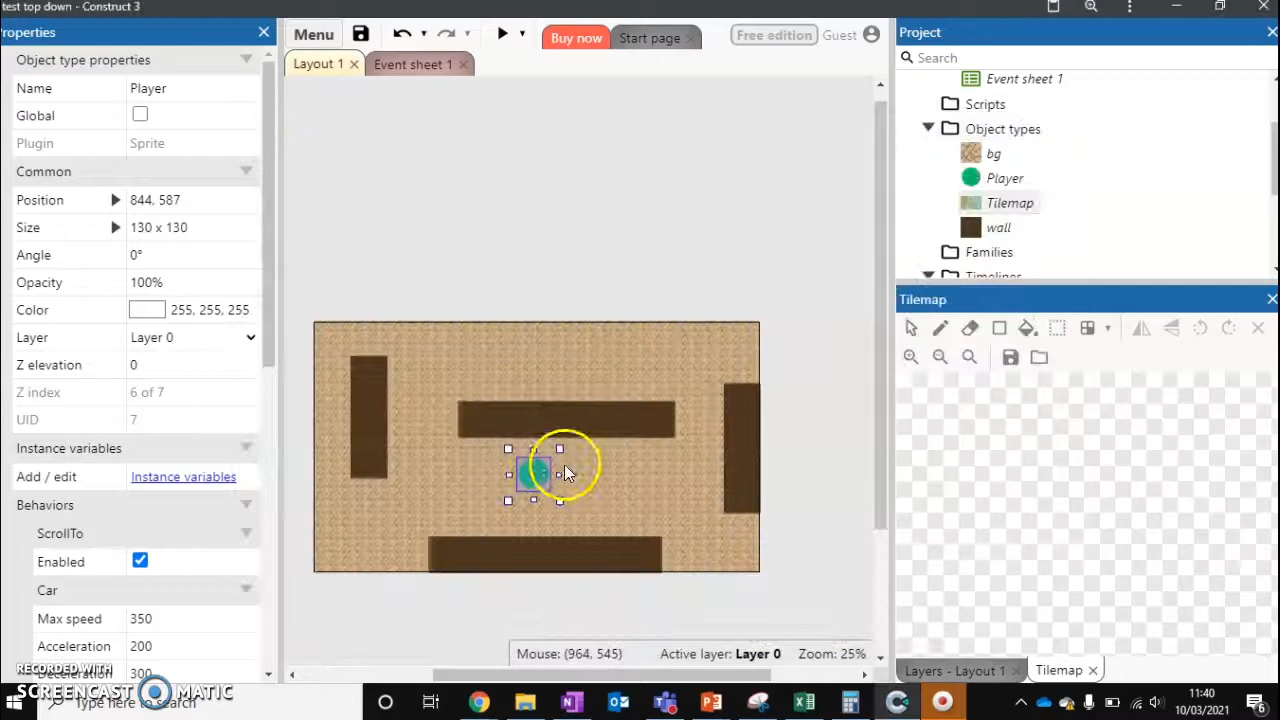 test top down - Construct 3
Properties
Object type properties
Name Player
Global
Plugin Sprite
Common
Position 844, 587
Size 130 x 130
Angle 0°
Opacity 100%
Color 255, 255, 255
Layer Layer 0
Z elevation 0
Z index 6 of 7
UID 7
Instance variables
Add / edit Instance variables
Behaviors
ScrollTo
Enabled
Car
Max speed 350
Acceleration 200
Deceleration 300
Menu
Buy now
Start page
Free edition
Guest
Layout 1
Event sheet 1
Mouse: (964, 545) Active layer: Layer 0 Zoom: 25%
Project
Search
Event sheet 1
Scripts
Object types
bg
Player
Tilemap
wall
Families
Timelines
Tilemap
Layers - Layout 1
Tilemap
RECORDED WITH
SCREENCAST MATIC
Type here to search
11:40
10/03/2021
6